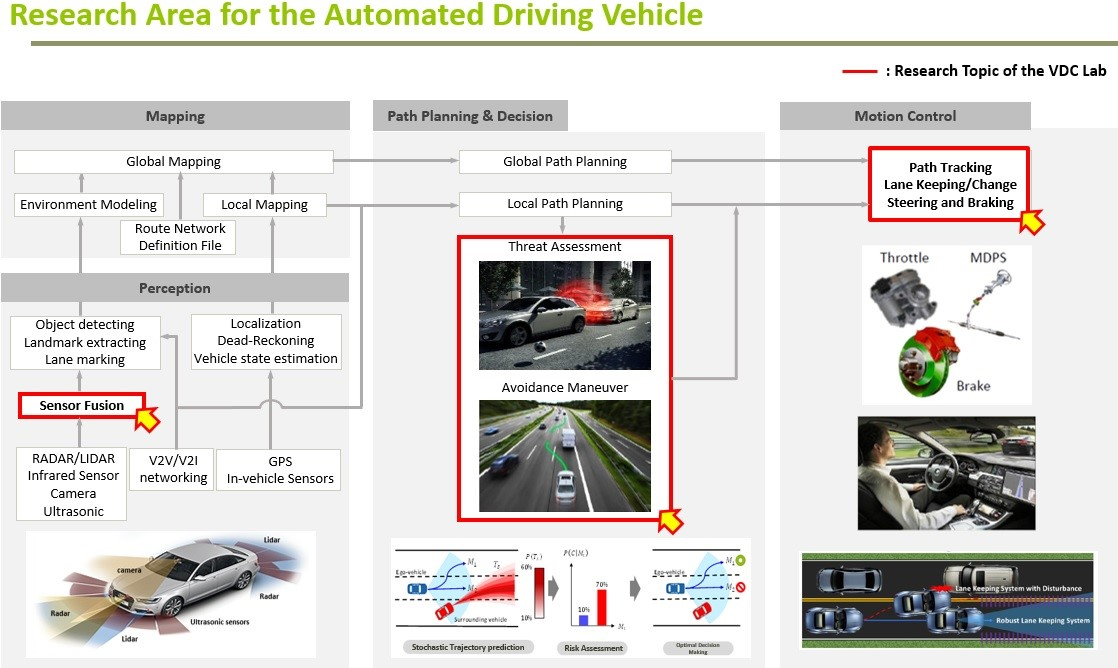 Research Area for the Automated Driving Vehicle
: Research Topic of the VDC Lab
Mapping
Global Mapping
Environment Modeling
Local Mapping
Route Network
Definition File
Perception
Object detecting
Landmark extracting
Lane marking
Localization
Dead-Reckoning
Vehicle state estimation
Sensor Fusion
RADAR/LIDAR
Infrared Sensor
Camera
Ultrasonic
V2V/V2I
networking
GPS
In-vehicle Sensors
Lidar
camera
Radar
Radar
Ultrasonic sensors
Lidar
Path Planning & Decision
Global Path Planning
Local Path Planning
Threat Assessment
Avoidance Maneuver
Ego-vehicle
M₁
M₂
T₂
Surrounding vehicle
60%
10%
Stochastic Trajectory prediction
10%
70%
Risk Assessment
Ego-vehicle
Optimal Decision
Making
Motion Control
Path Tracking
Lane Keeping/Change
Steering and Braking
Throttle
MDPS
Brake
Lane Keeping System with Disturbance
Robust Lane Keeping System